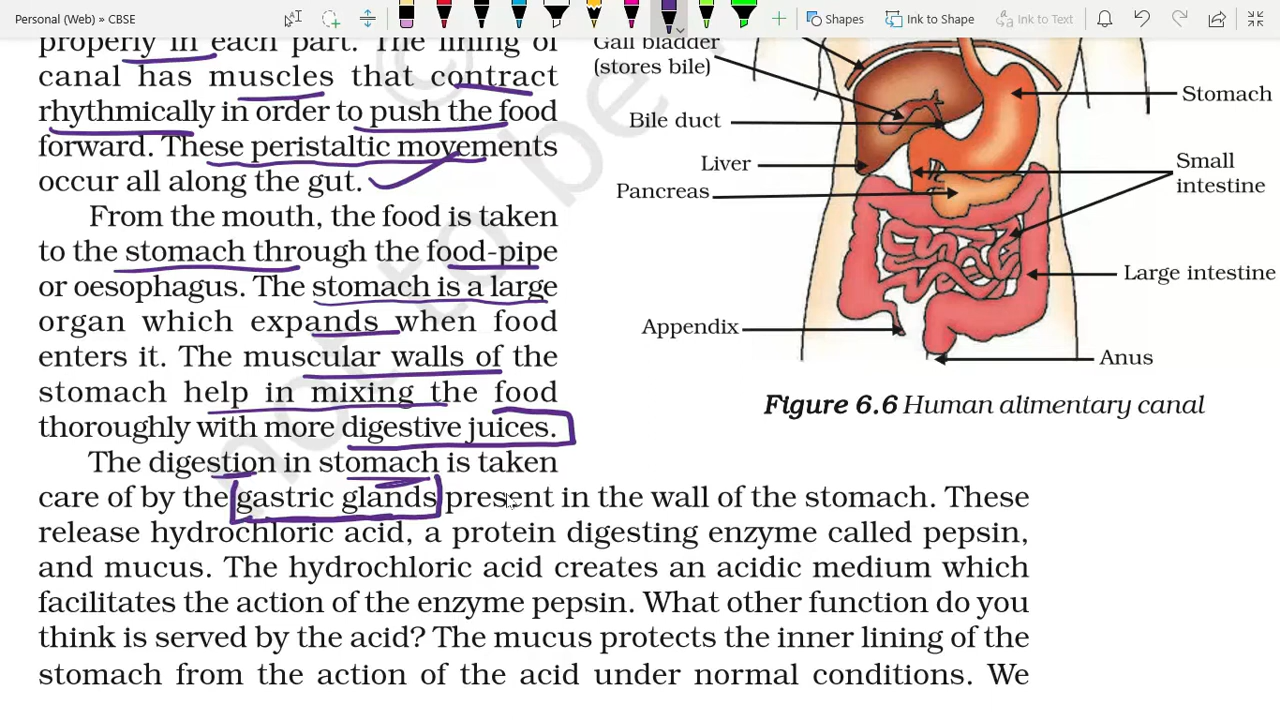 Personal (Web) » CBSE
Shapes
Ink to Shape
Ink to Text
properly in each part. The lining of
canal has muscles that contract
rhythmically in order to push the food
forward. These peristaltic movements
occur all along the gut.
From the mouth, the food is taken
to the stomach through the food-pipe
or oesophagus. The stomach is a large
organ which expands when food
enters it. The muscular walls of the
stomach help in mixing the food
thoroughly with more digestive juices.
The digestion in stomach is taken
care of by the gastric glands present in the wall of the stomach. These
release hydrochloric acid, a protein digesting enzyme called pepsin,
and mucus. The hydrochloric acid creates an acidic medium which
facilitates the action of the enzyme pepsin. What other function do you
think is served by the acid? The mucus protects the inner lining of the
stomach from the action of the acid under normal conditions. We
Gall bladder
(stores bile)
Bile duct
Liver
Pancreas
Appendix
Stomach
Small
intestine
Large intestine
Anus
Figure 6.6 Human alimentary canal